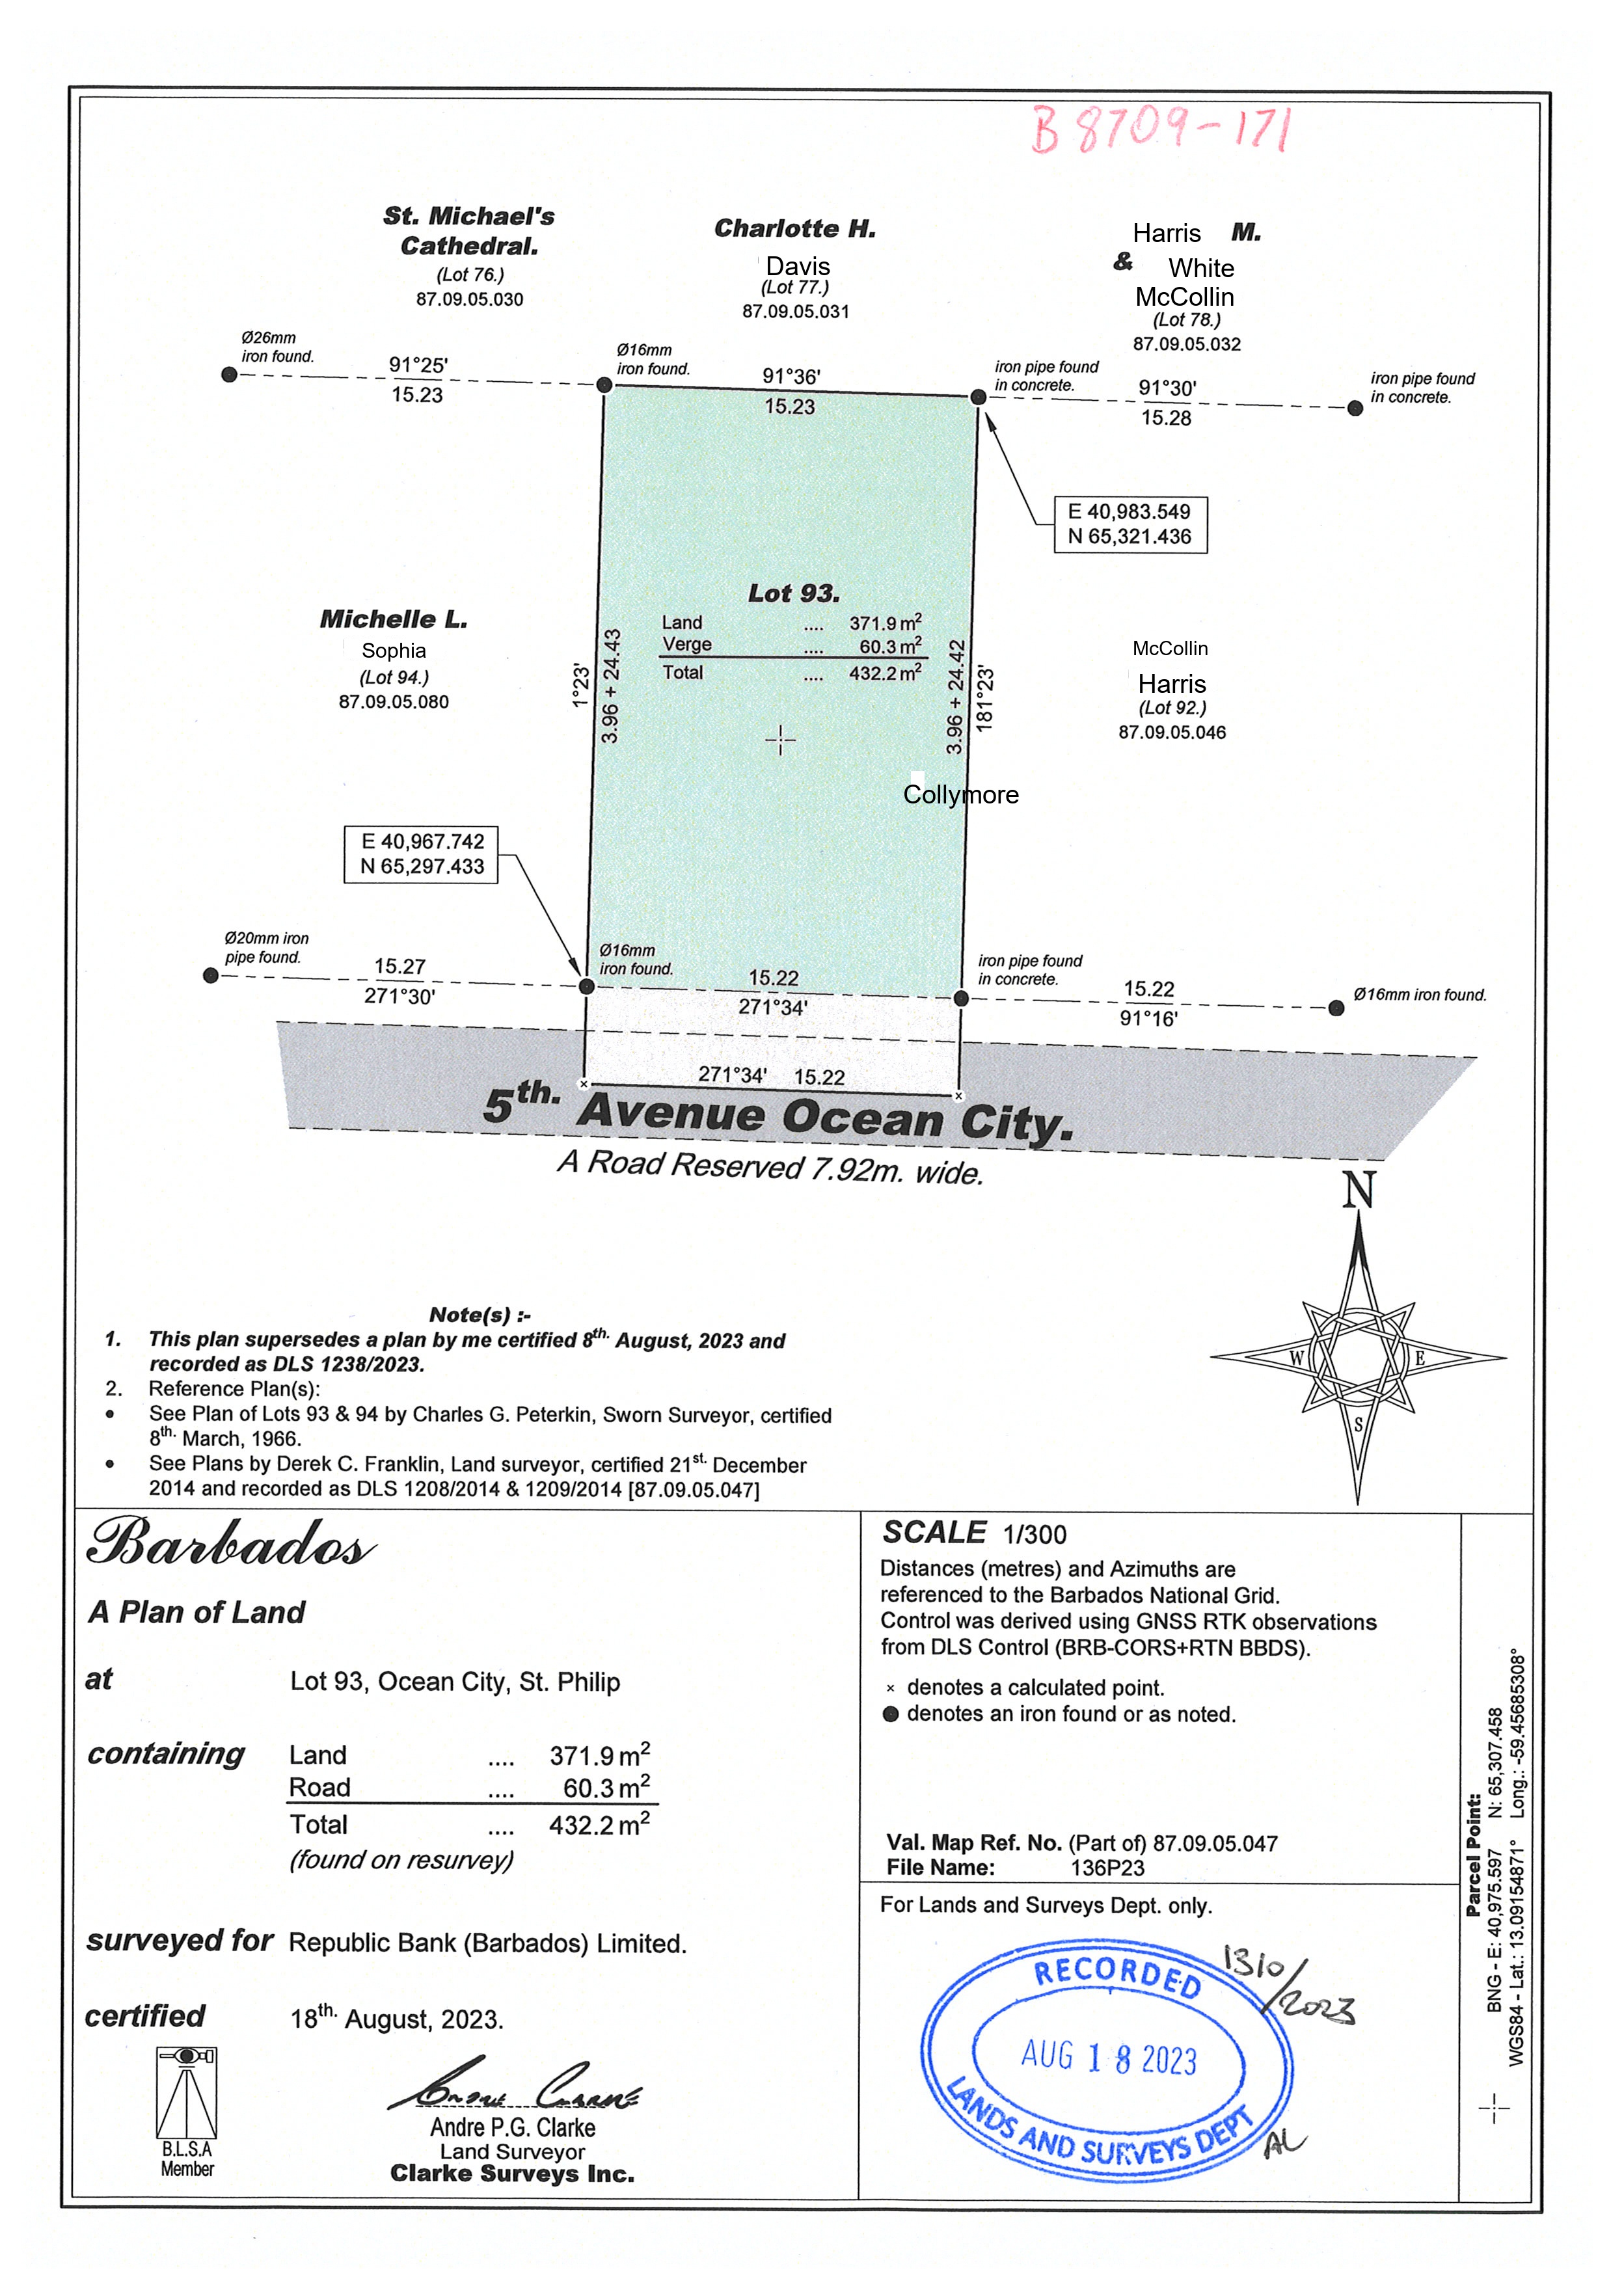 B 8709-171
St. Michael's
Cathedral.
(Lot 76.)
87.09.05.030
Charlotte H.
Davis
(Lot 77.)
87.09.05.031
Harris M.
& White
McCollin
(Lot 78.)
87.09.05.032
Ø26mm
iron found.
91°25'
15.23
Ø16mm
iron found.
91°36'
15.23
iron pipe found
in concrete.
91°30'
15.28
iron pipe found
in concrete.
E 40,983.549
N 65,321.436
Lot 93.
Land .... 371.9 m²
Verge .... 60.3 m²
Total .... 432.2 m²
Michelle L.
Sophia
(Lot 94.)
87.09.05.080
1°23'
3.96 + 24.43
3.96 + 24.42
181°23'
McCollin
Harris
(Lot 92.)
87.09.05.046
Collymore
E 40,967.742
N 65,297.433
Ø20mm iron
pipe found.
15.27
271°30'
Ø16mm
iron found.
15.22
271°34'
iron pipe found
in concrete.
15.22
91°16'
Ø16mm iron found.
271°34' 15.22
5th. Avenue Ocean City.
A Road Reserved 7.92m. wide.
N
W
E
S
Note(s) :-
1. This plan supersedes a plan by me certified 8th. August, 2023 and
recorded as DLS 1238/2023.
2. Reference Plan(s):
• See Plan of Lots 93 & 94 by Charles G. Peterkin, Sworn Surveyor, certified
8th. March, 1966.
• See Plans by Derek C. Franklin, Land surveyor, certified 21st. December
2014 and recorded as DLS 1208/2014 & 1209/2014 [87.09.05.047]
Barbados
A Plan of Land
at Lot 93, Ocean City, St. Philip
containing Land .... 371.9 m²
Road .... 60.3 m²
Total .... 432.2 m²
(found on resurvey)
surveyed for Republic Bank (Barbados) Limited.
certified 18th. August, 2023.
B.L.S.A
Member
Andre Clarke
Andre P.G. Clarke
Land Surveyor
Clarke Surveys Inc.
SCALE 1/300
Distances (metres) and Azimuths are
referenced to the Barbados National Grid.
Control was derived using GNSS RTK observations
from DLS Control (BRB-CORS+RTN BBDS).
× denotes a calculated point.
● denotes an iron found or as noted.
Val. Map Ref. No. (Part of) 87.09.05.047
File Name: 136P23
For Lands and Surveys Dept. only.
RECORDED
1310/2023
AUG 18 2023
LANDS AND SURVEYS DEPT
AL
Parcel Point:
BNG - E: 40,975.597 N: 65,307.458
WGS84 - Lat.: 13.09154871° Long.: -59.45685308°